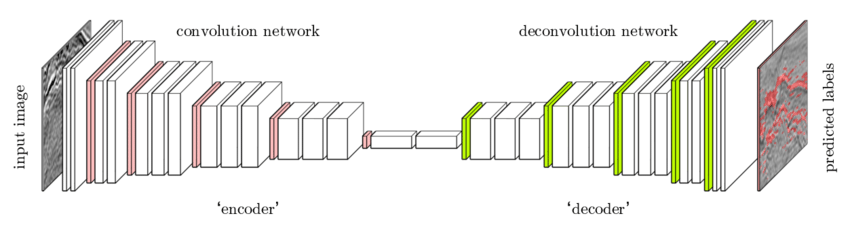 convolution network
deconvolution network
input image
predicted labels
‘encoder’
‘decoder’